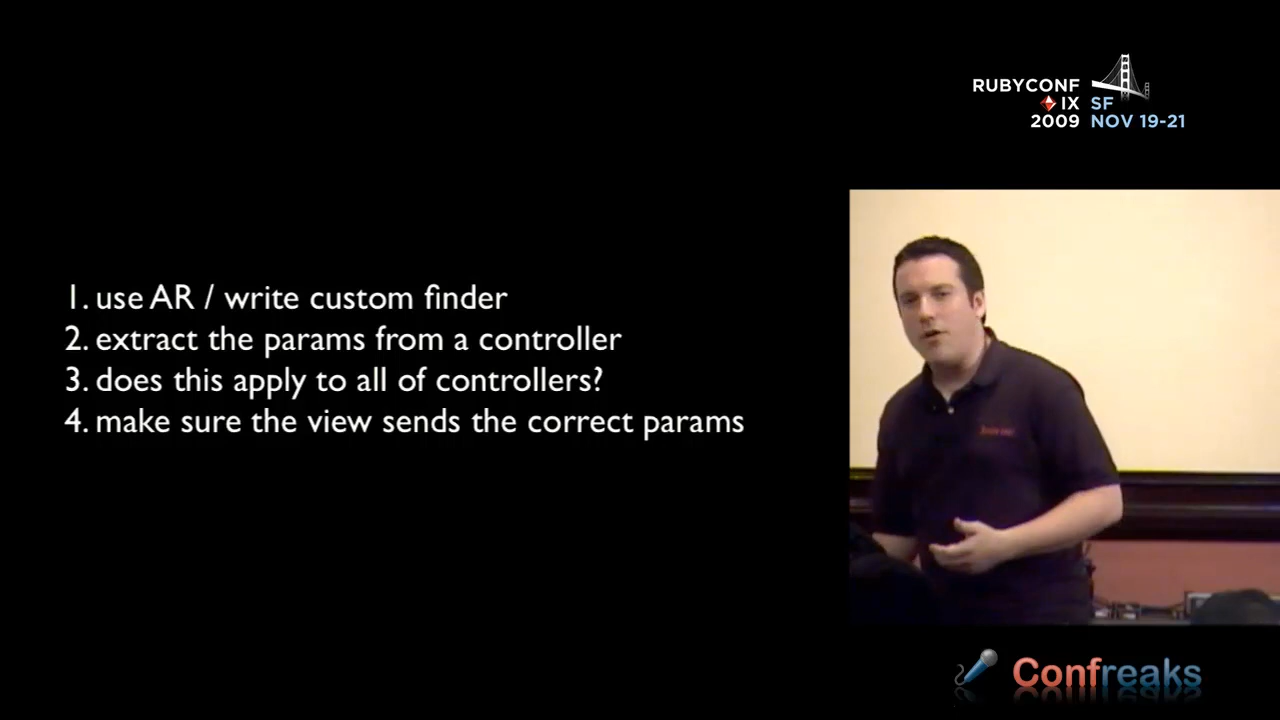 RUBYCONF
IX SF
2009 NOV 19-21
1. use AR / write custom finder
2. extract the params from a controller
3. does this apply to all of controllers?
4. make sure the view sends the correct params
Confreaks